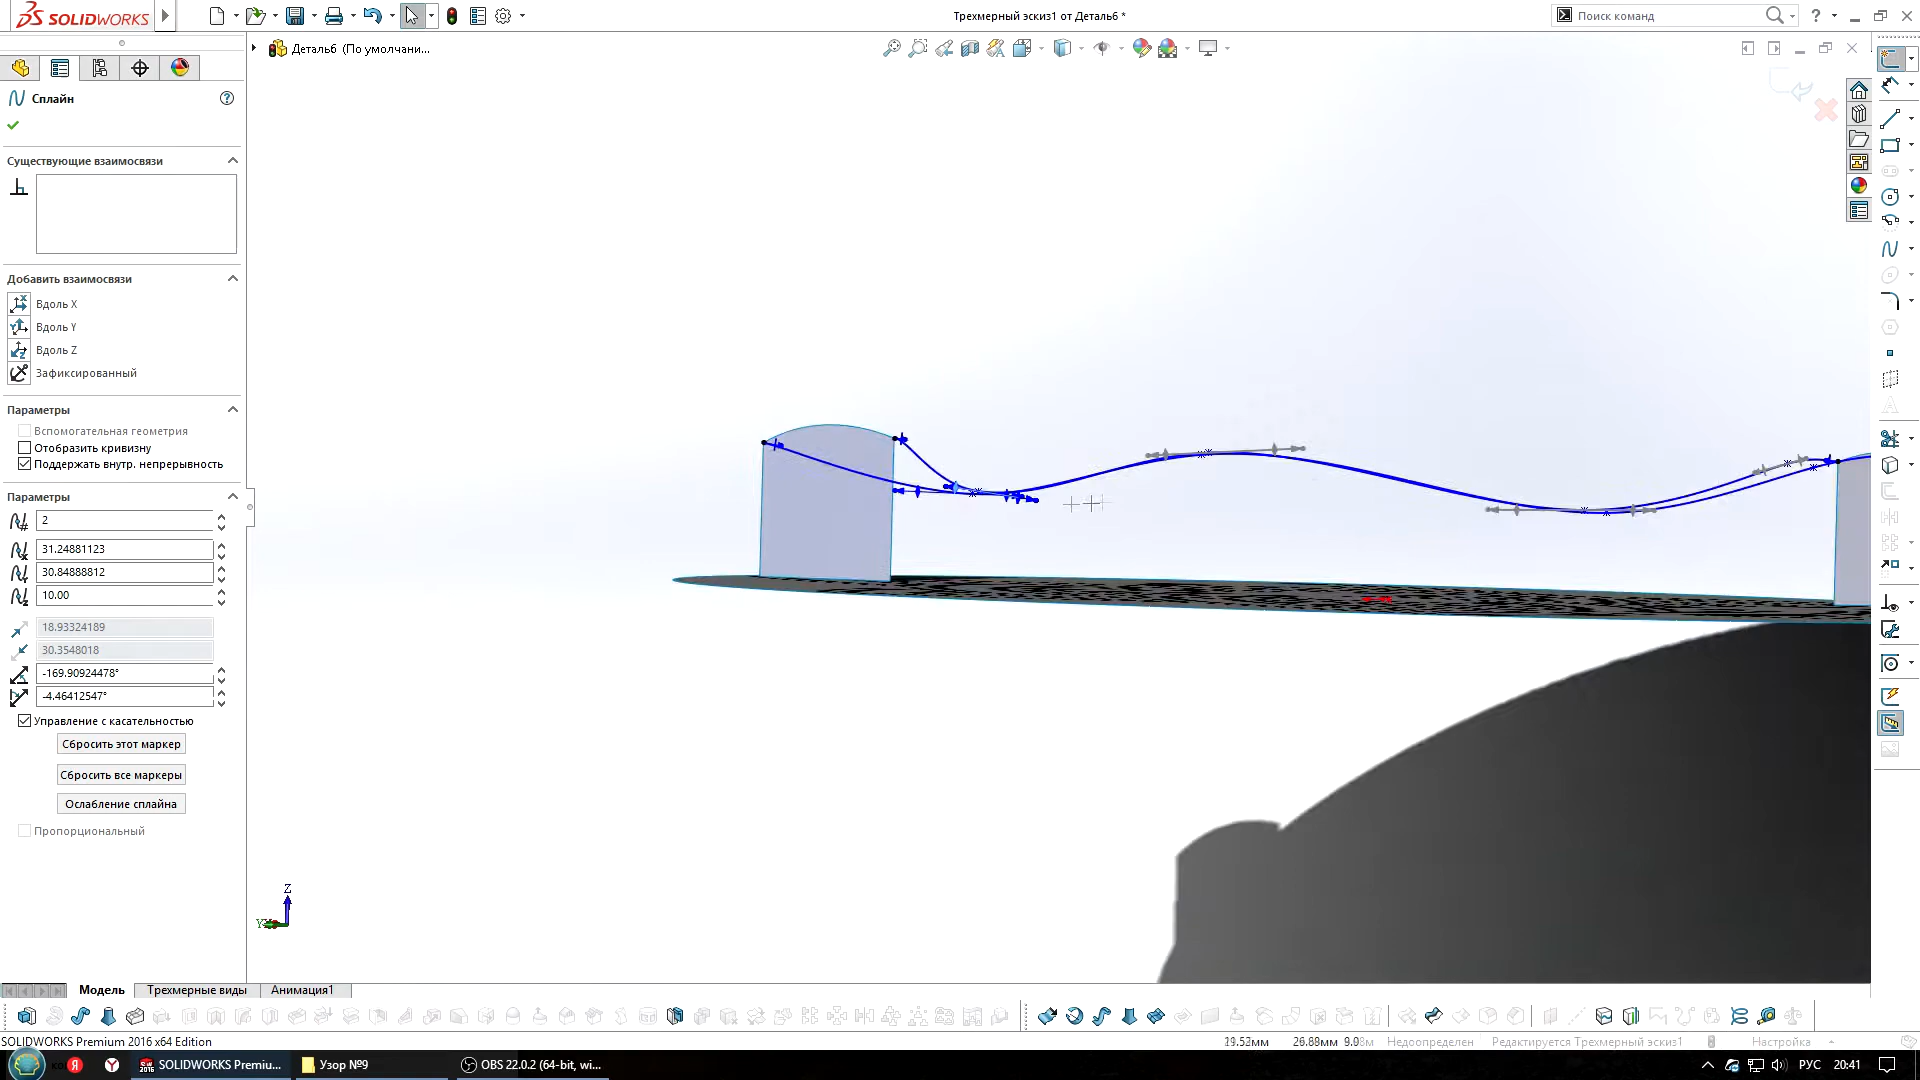 SOLIDWORKS
Трехмерный эскиз1 от Деталь6 *
Поиск команд
Деталь6 (По умолчани...
Сплайн
Существующие взаимосвязи
Добавить взаимосвязи
Вдоль X
Вдоль Y
Вдоль Z
Зафиксированный
Параметры
Вспомогательная геометрия
Отобразить кривизну
Поддержать внутр. непрерывность
Параметры
2
31.24881123
30.84888812
10.00
18.93324189
30.3548018
-169.90924478°
-4.46412547°
Управление с касательностью
Сбросить этот маркер
Сбросить все маркеры
Ослабление сплайна
Пропорциональный
Z
Y
Модель
Трехмерные виды
Анимация1
SOLIDWORKS Premium 2016 x64 Edition
Недоопределен
Редактируется Трехмерный эскиз1
Настройка
SOLIDWORKS Premiu...
Узор №9
OBS 22.0.2 (64-bit, wi...
РУС
20:41